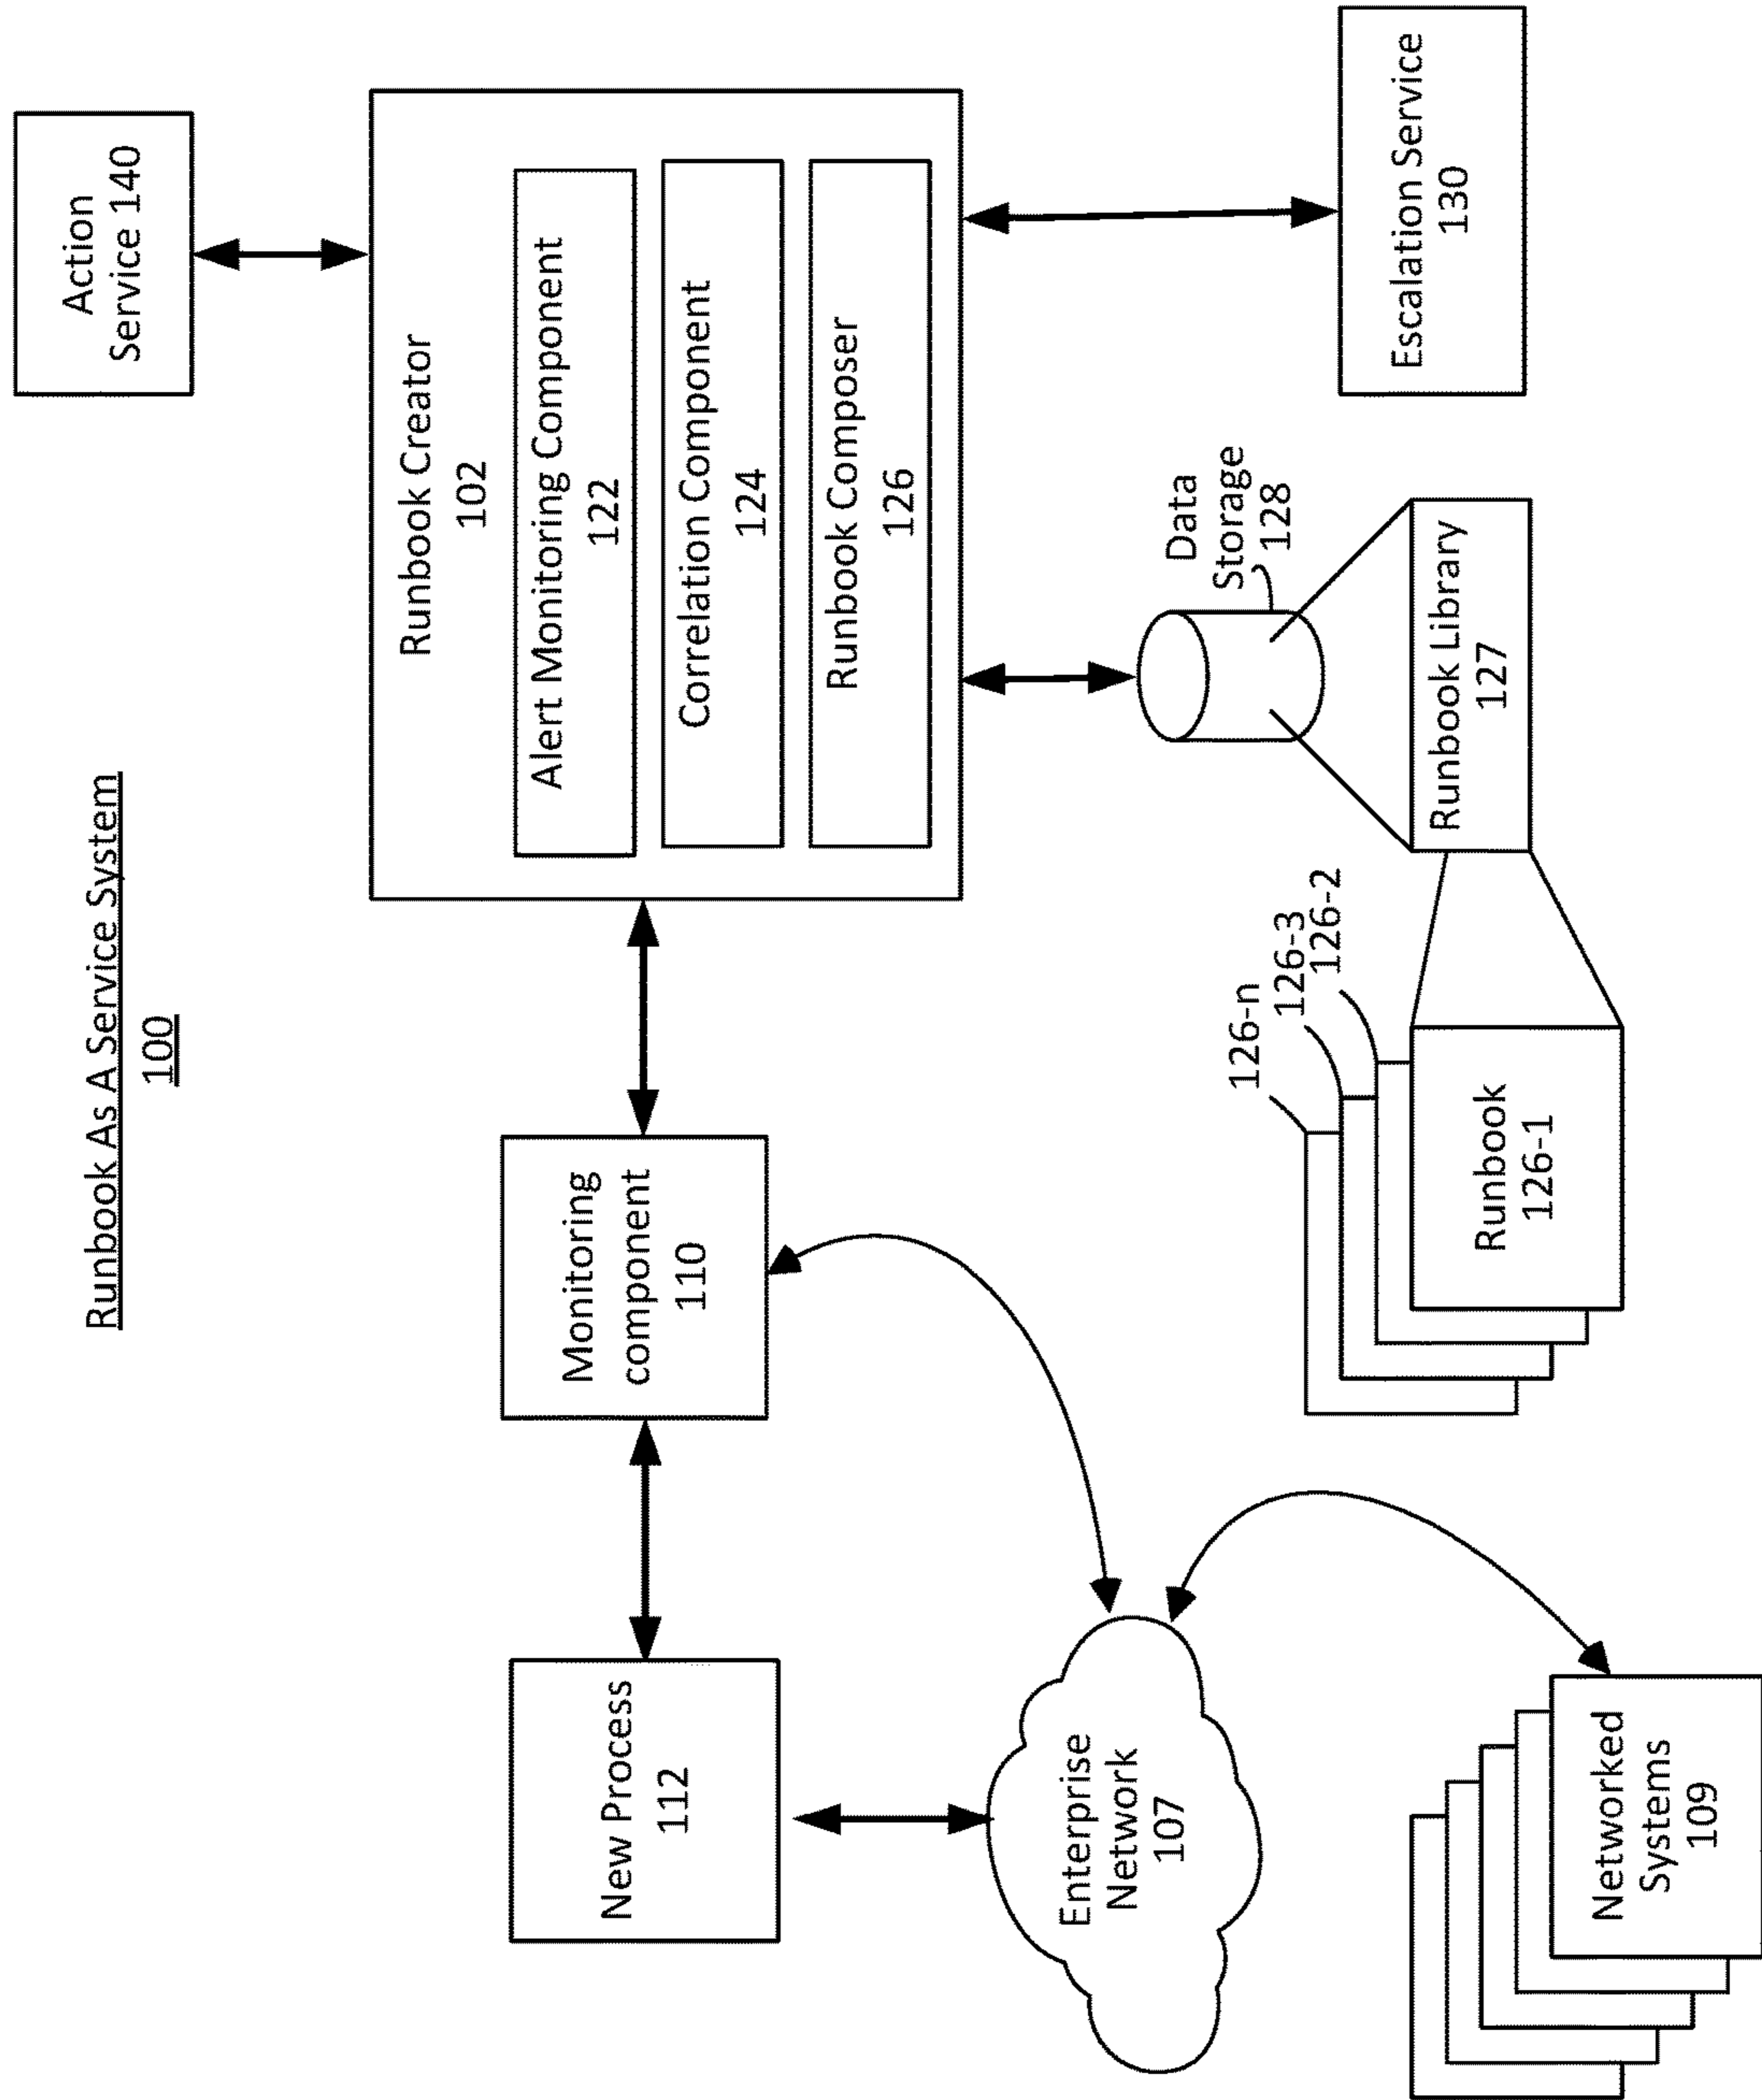 Runbook As A Service System
100
Action
Service 140
Runbook Creator
102
Alert Monitoring Component
122
Correlation Component
124
Runbook Composer
126
Monitoring
component
110
New Process
112
Enterprise
Network
107
Networked
Systems
109
Data
Storage
128
Runbook Library
127
126-n
126-3
126-2
Runbook
126-1
Escalation Service
130